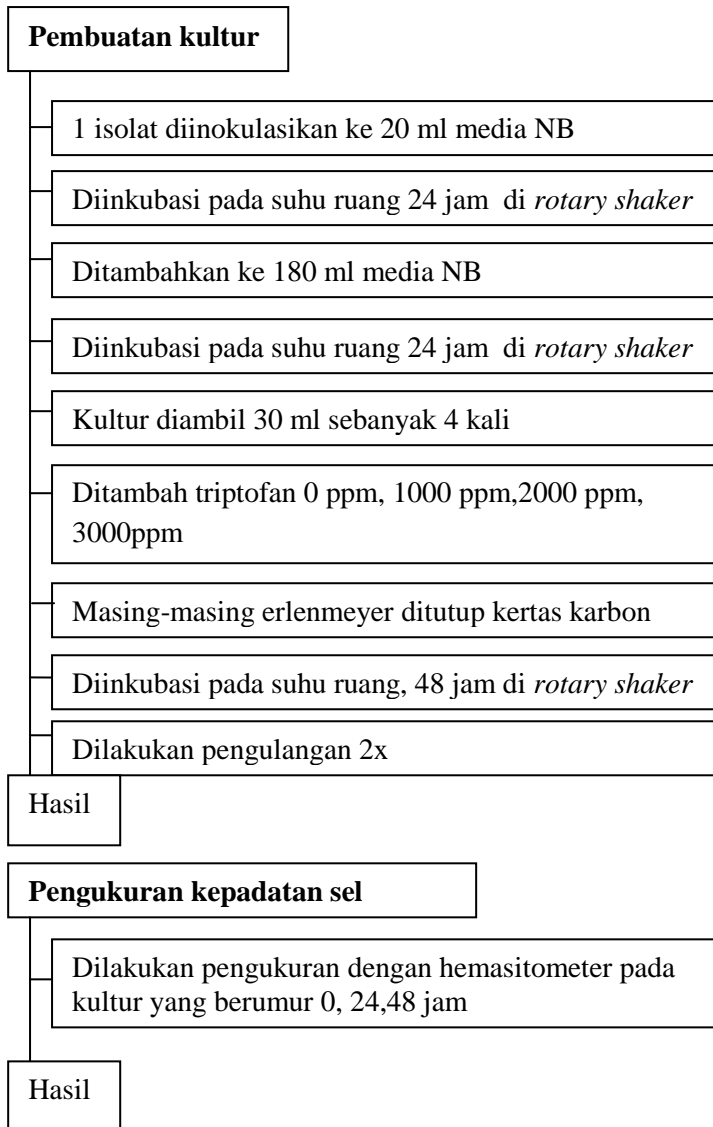 Pembuatan kultur
1 isolat diinokulasikan ke 20 ml media NB
Diinkubasi pada suhu ruang 24 jam  di rotary shaker
Ditambahkan ke 180 ml media NB
Diinkubasi pada suhu ruang 24 jam  di rotary shaker
Kultur diambil 30 ml sebanyak 4 kali
Ditambah triptofan 0 ppm, 1000 ppm,2000 ppm,
3000ppm
Masing-masing erlenmeyer ditutup kertas karbon
Diinkubasi pada suhu ruang, 48 jam di rotary shaker
Dilakukan pengulangan 2x
Hasil
Pengukuran kepadatan sel
Dilakukan pengukuran dengan hemasitometer pada
kultur yang berumur 0, 24,48 jam
Hasil